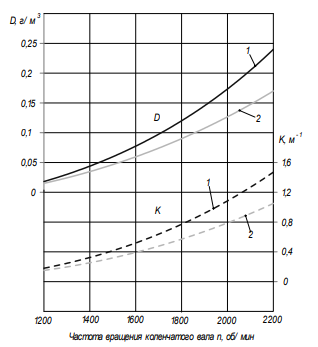 D, г/ м³
0,25
1
0,2
0,15
D
2
0,1
K, м⁻¹
0,05
1,6
0
1
1,2
K
0,8
2
0,4
0
1200 1400 1600 1800 2000 2200
Частота вращения коленчатого вала n, об/ мин